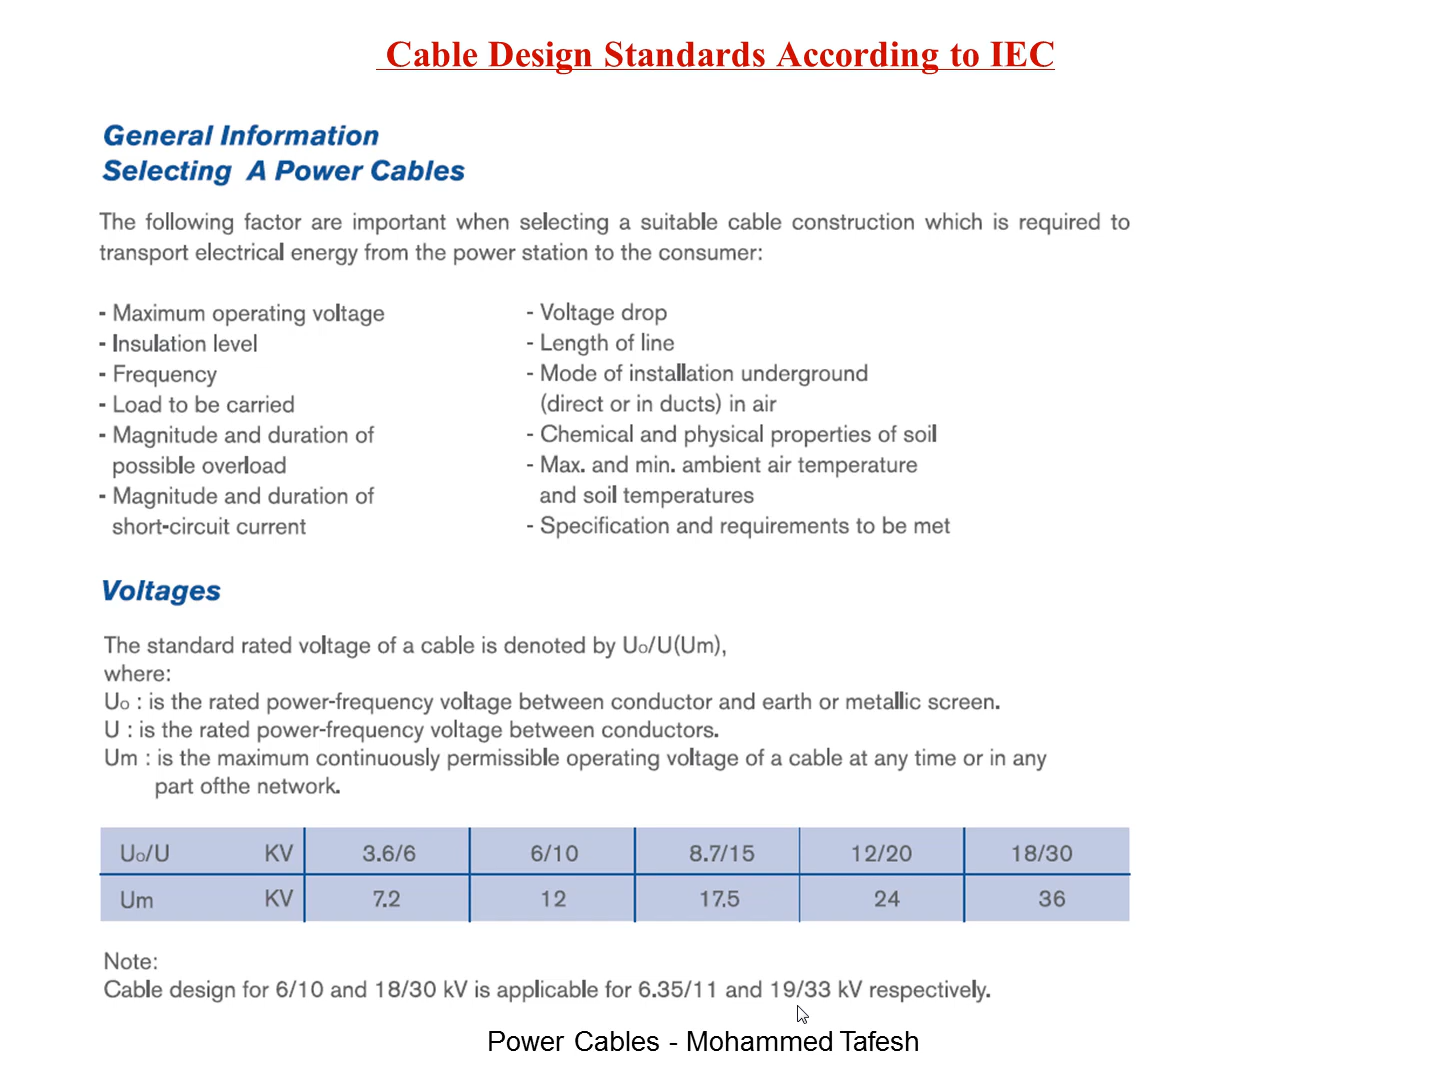 Cable Design Standards According to IEC
General Information
Selecting A Power Cables
The following factor are important when selecting a suitable cable construction which is required to
transport electrical energy from the power station to the consumer:
- Maximum operating voltage
- Insulation level
- Frequency
- Load to be carried
- Magnitude and duration of
possible overload
- Magnitude and duration of
short-circuit current
- Voltage drop
- Length of line
- Mode of installation underground
(direct or in ducts) in air
- Chemical and physical properties of soil
- Max. and min. ambient air temperature
and soil temperatures
- Specification and requirements to be met
Voltages
The standard rated voltage of a cable is denoted by Uo/U(Um),
where:
Uo : is the rated power-frequency voltage between conductor and earth or metallic screen.
U : is the rated power-frequency voltage between conductors.
Um : is the maximum continuously permissible operating voltage of a cable at any time or in any
part ofthe network.
Uo/U KV 3.6/6 6/10 8.7/15 12/20 18/30
Um KV 7.2 12 17.5 24 36
Note:
Cable design for 6/10 and 18/30 kV is applicable for 6.35/11 and 19/33 kV respectively.
Power Cables - Mohammed Tafesh